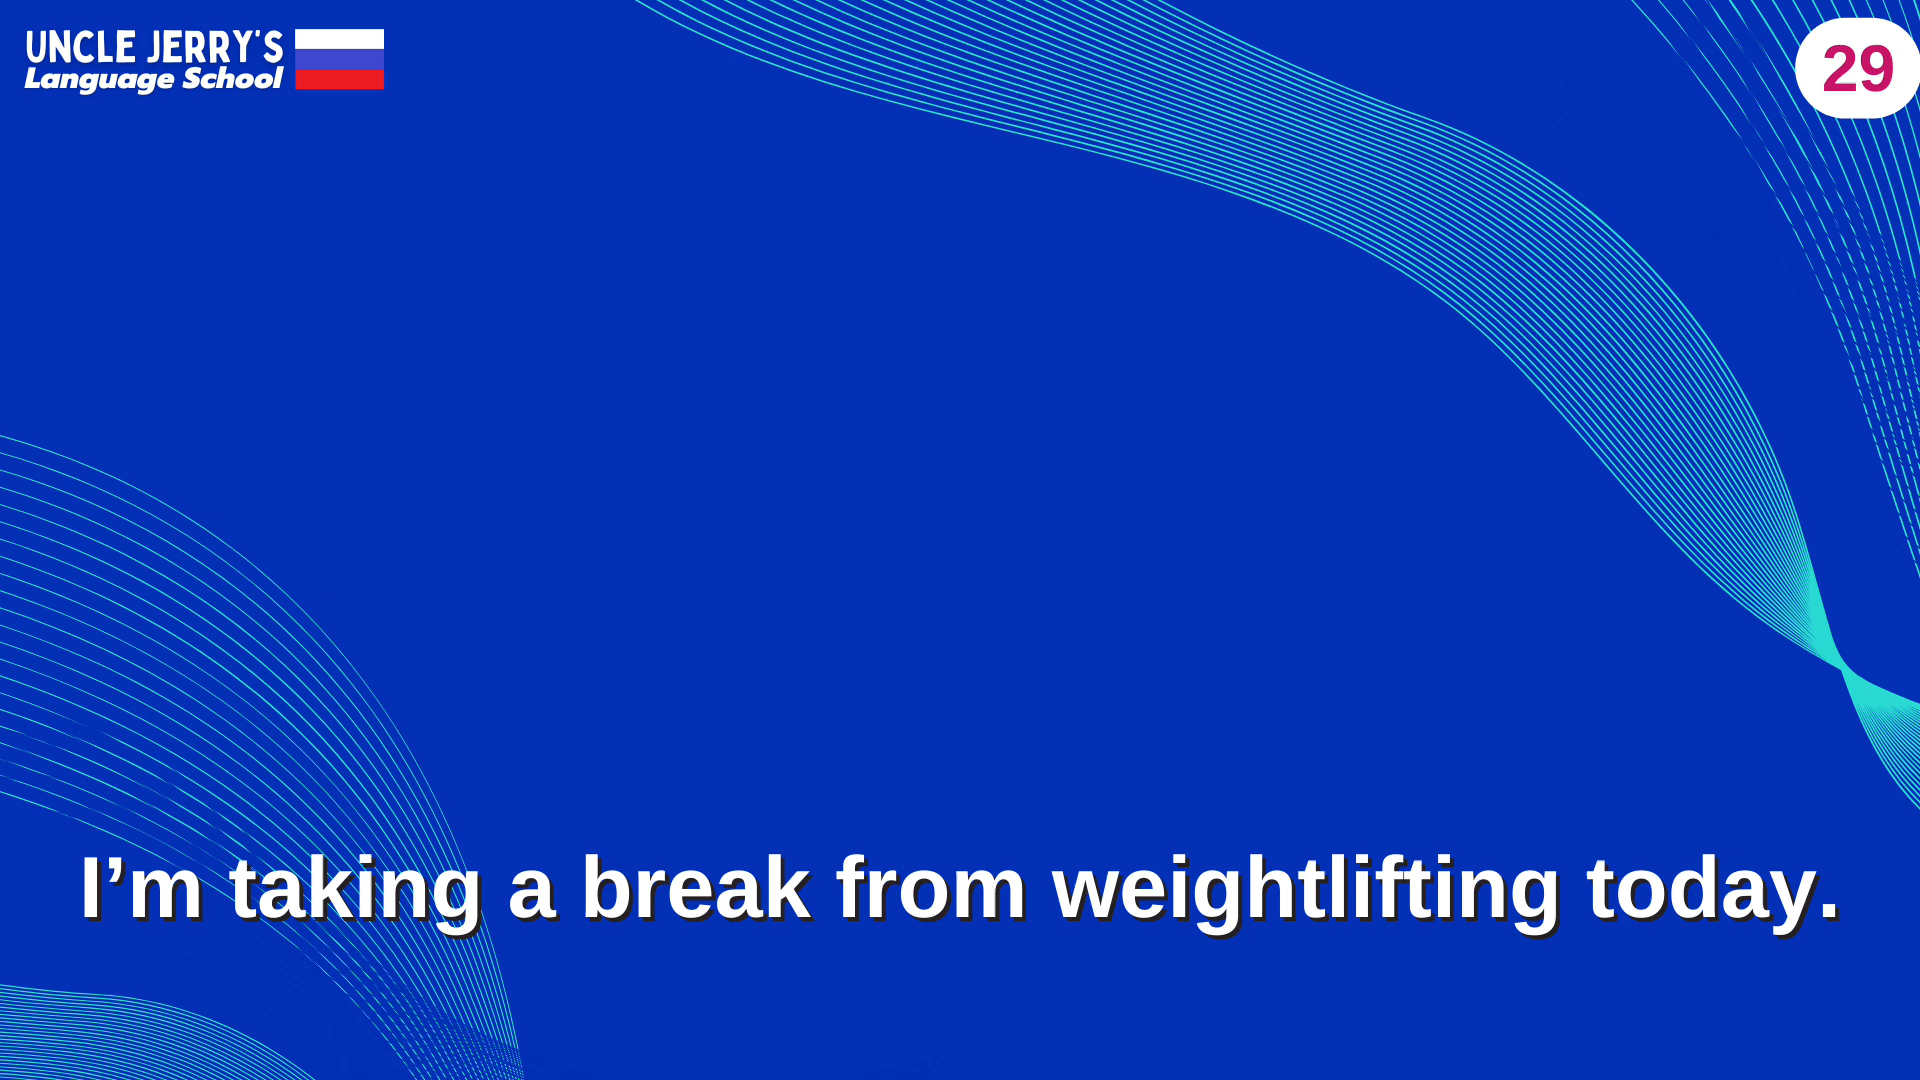 UNCLE JERRY'S
Language School
29
I’m taking a break from weightlifting today.